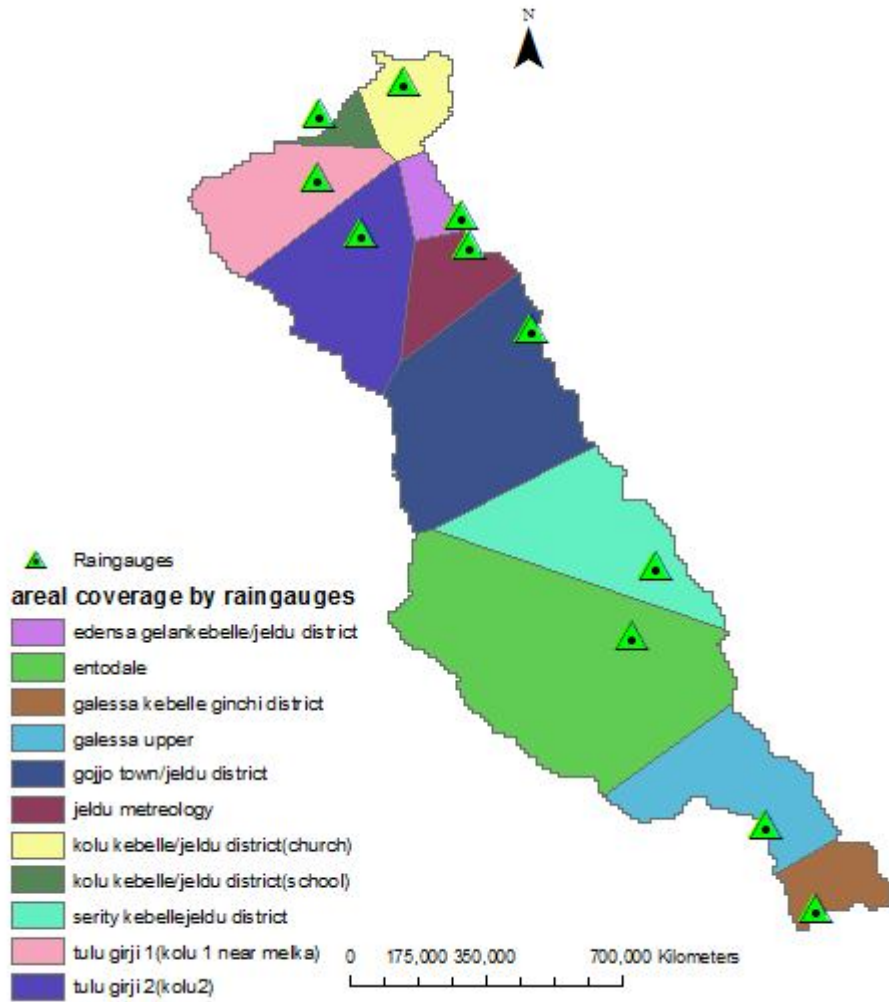 N
Raingauges
areal coverage by raingauges
edensa gelankebelle/jeldu district
entodale
galessa kebelle ginchi district
galessa upper
gojjo town/jeldu district
jeldu metreology
kolu kebelle/jeldu district(church)
kolu kebelle/jeldu district(school)
serity kebellejeldu district
tulu girji 1(kolu 1 near melka)
tulu girji 2(kolu2)
0 175,000 350,000 700,000 Kilometers